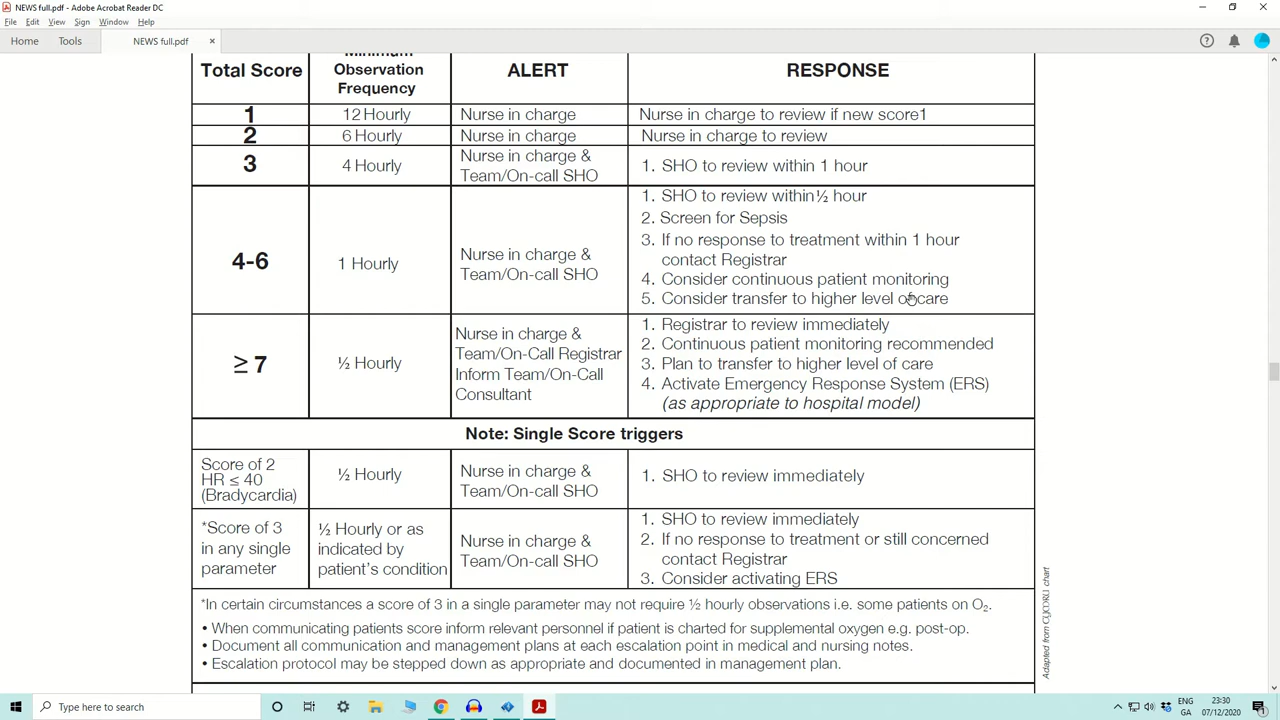 NEWS full.pdf - Adobe Acrobat Reader DC
File Edit View Sign Window Help
Home Tools NEWS full.pdf ×
Total Score
Minimum
Observation
Frequency
ALERT
RESPONSE
1
12 Hourly
Nurse in charge
Nurse in charge to review if new score1
2
6 Hourly
Nurse in charge
Nurse in charge to review
3
4 Hourly
Nurse in charge &
Team/On-call SHO
1. SHO to review within 1 hour
4-6
1 Hourly
Nurse in charge &
Team/On-call SHO
1. SHO to review within ½ hour
2. Screen for Sepsis
3. If no response to treatment within 1 hour
contact Registrar
4. Consider continuous patient monitoring
5. Consider transfer to higher level of care
≥ 7
½ Hourly
Nurse in charge &
Team/On-Call Registrar
Inform Team/On-Call
Consultant
1. Registrar to review immediately
2. Continuous patient monitoring recommended
3. Plan to transfer to higher level of care
4. Activate Emergency Response System (ERS)
(as appropriate to hospital model)
Note: Single Score triggers
Score of 2
HR ≤ 40
(Bradycardia)
½ Hourly
Nurse in charge &
Team/On-call SHO
1. SHO to review immediately
*Score of 3
in any single
parameter
½ Hourly or as
indicated by
patient's condition
Nurse in charge &
Team/On-call SHO
1. SHO to review immediately
2. If no response to treatment or still concerned
contact Registrar
3. Consider activating ERS
*In certain circumstances a score of 3 in a single parameter may not require ½ hourly observations i.e. some patients on O₂.
• When communicating patients score inform relevant personnel if patient is charted for supplemental oxygen e.g. post-op.
• Document all communication and management plans at each escalation point in medical and nursing notes.
• Escalation protocol may be stepped down as appropriate and documented in management plan.
Adapted from chart
Type here to search
ENG
GA
23:30
07/12/2020
1